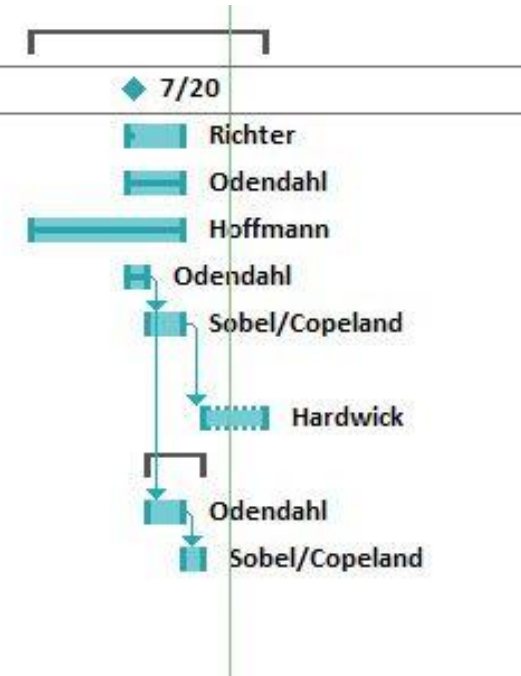 7/20
Richter
Odendahl
Hoffmann
Odendahl
Sobel/Copeland
Hardwick
Odendahl
Sobel/Copeland